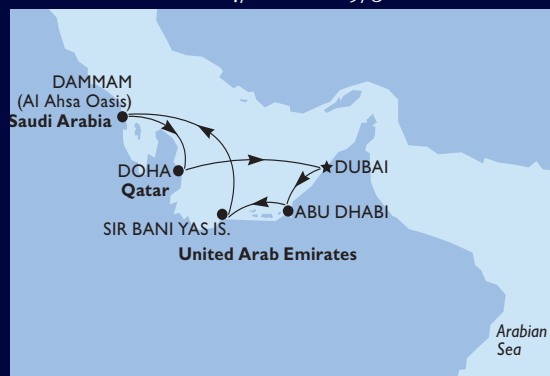 DAMMAM
(Al Ahsa Oasis)
Saudi Arabia
DOHA
Qatar
DUBAI
ABU DHABI
SIR BANI YAS IS.
United Arab Emirates
Arabian
Sea